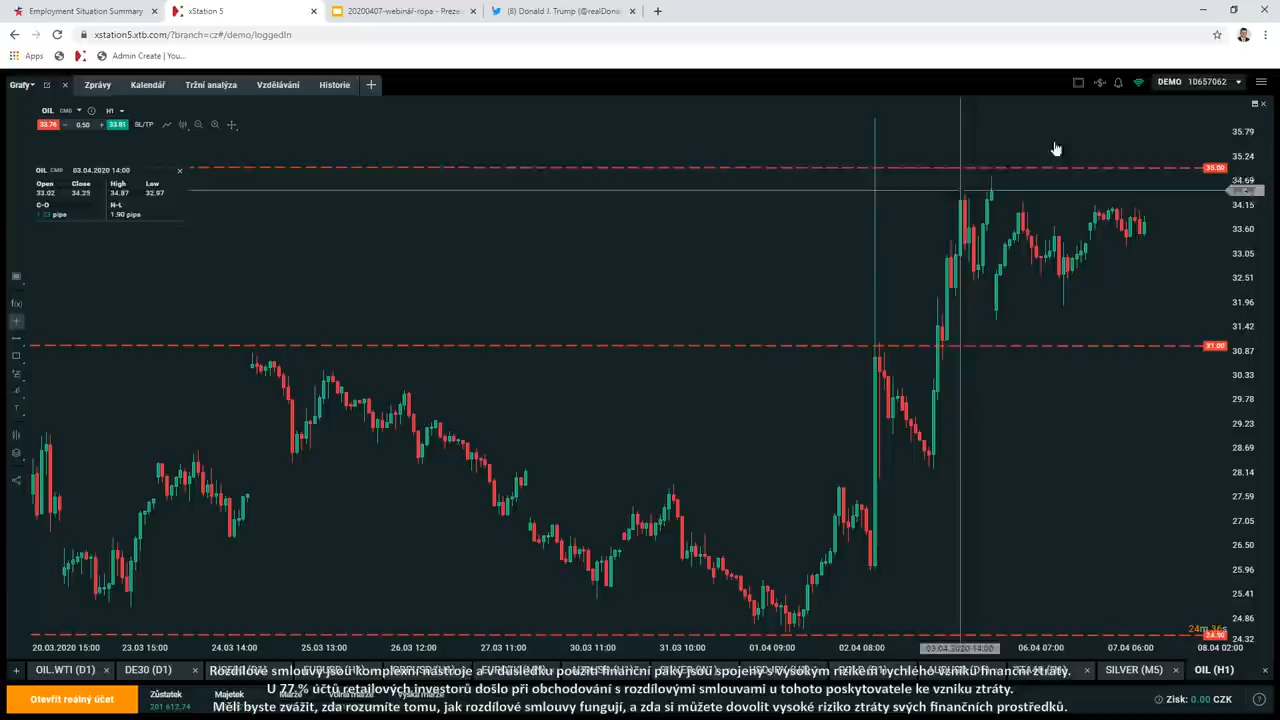 Employment Situation Summary
xStation 5
20200407-webinář-ropa - Preze
(8) Donald J. Trump (@realDonal
xstation5.xtb.com/?branch=cz#/demo/loggedIn
Apps
Admin Create | You...
Grafy
Zprávy
Kalendář
Tržní analýza
Vzdělávání
Historie
DEMO 10657062
OIL CMD H1
33.76 0.50 33.81 SL/TP
OIL CMD 03.04.2020 14:00
Open Close High Low
33.02 34.25 34.87 32.97
C-O H-L
1.23 pips 1.90 pips
35.79
35.24
35.00
34.69
34.15
33.60
33.05
32.51
31.96
31.42
31.00
30.87
30.33
29.78
29.23
28.69
28.14
27.59
27.05
26.50
25.96
25.41
24.86
24m 36s
24.50
24.32
20.03.2020 15:00 23.03 15:00 24.03 14:00 25.03 13:00 26.03 12:00 27.03 11:00 30.03 11:00 31.03 10:00 01.04 09:00 02.04 08:00 03.04.2020 14:00 06.04 07:00 07.04 06:00 08.04 02:00
OIL.WTI (D1) DE30 (D1) SILVER (M5) OIL (H1)
Rozdílové smlouvy jsou komplexní nástroje a v důsledku použití finanční páky jsou spojeny s vysokým rizikem rychlého vzniku finanční ztráty.
U 77 % účtů retailových investorů došlo při obchodování s rozdílovými smlouvami u tohoto poskytovatele ke vzniku ztráty.
Měli byste zvážit, zda rozumíte tomu, jak rozdílové smlouvy fungují, a zda si můžete dovolit vysoké riziko ztráty svých finančních prostředků.
Otevřít reálný účet
Zůstatek
201 612.74
Majetek
Zisk: 0.00 CZK